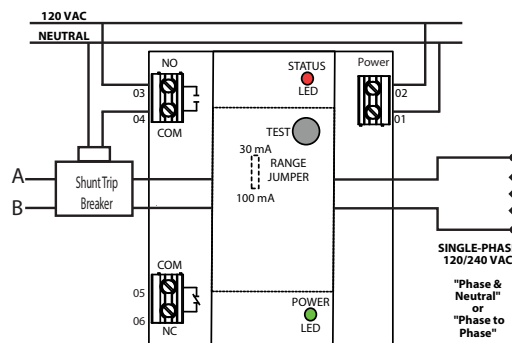 120 VAC
NEUTRAL
NO
STATUS
LED
Power
03
04
COM
02
01
TEST
30 mA
RANGE
JUMPER
100 mA
A
B
Shunt Trip
Breaker
SINGLE-PHASE
120/240 VAC
"Phase &
Neutral"
or
"Phase to
Phase"
COM
05
06
NC
POWER
LED